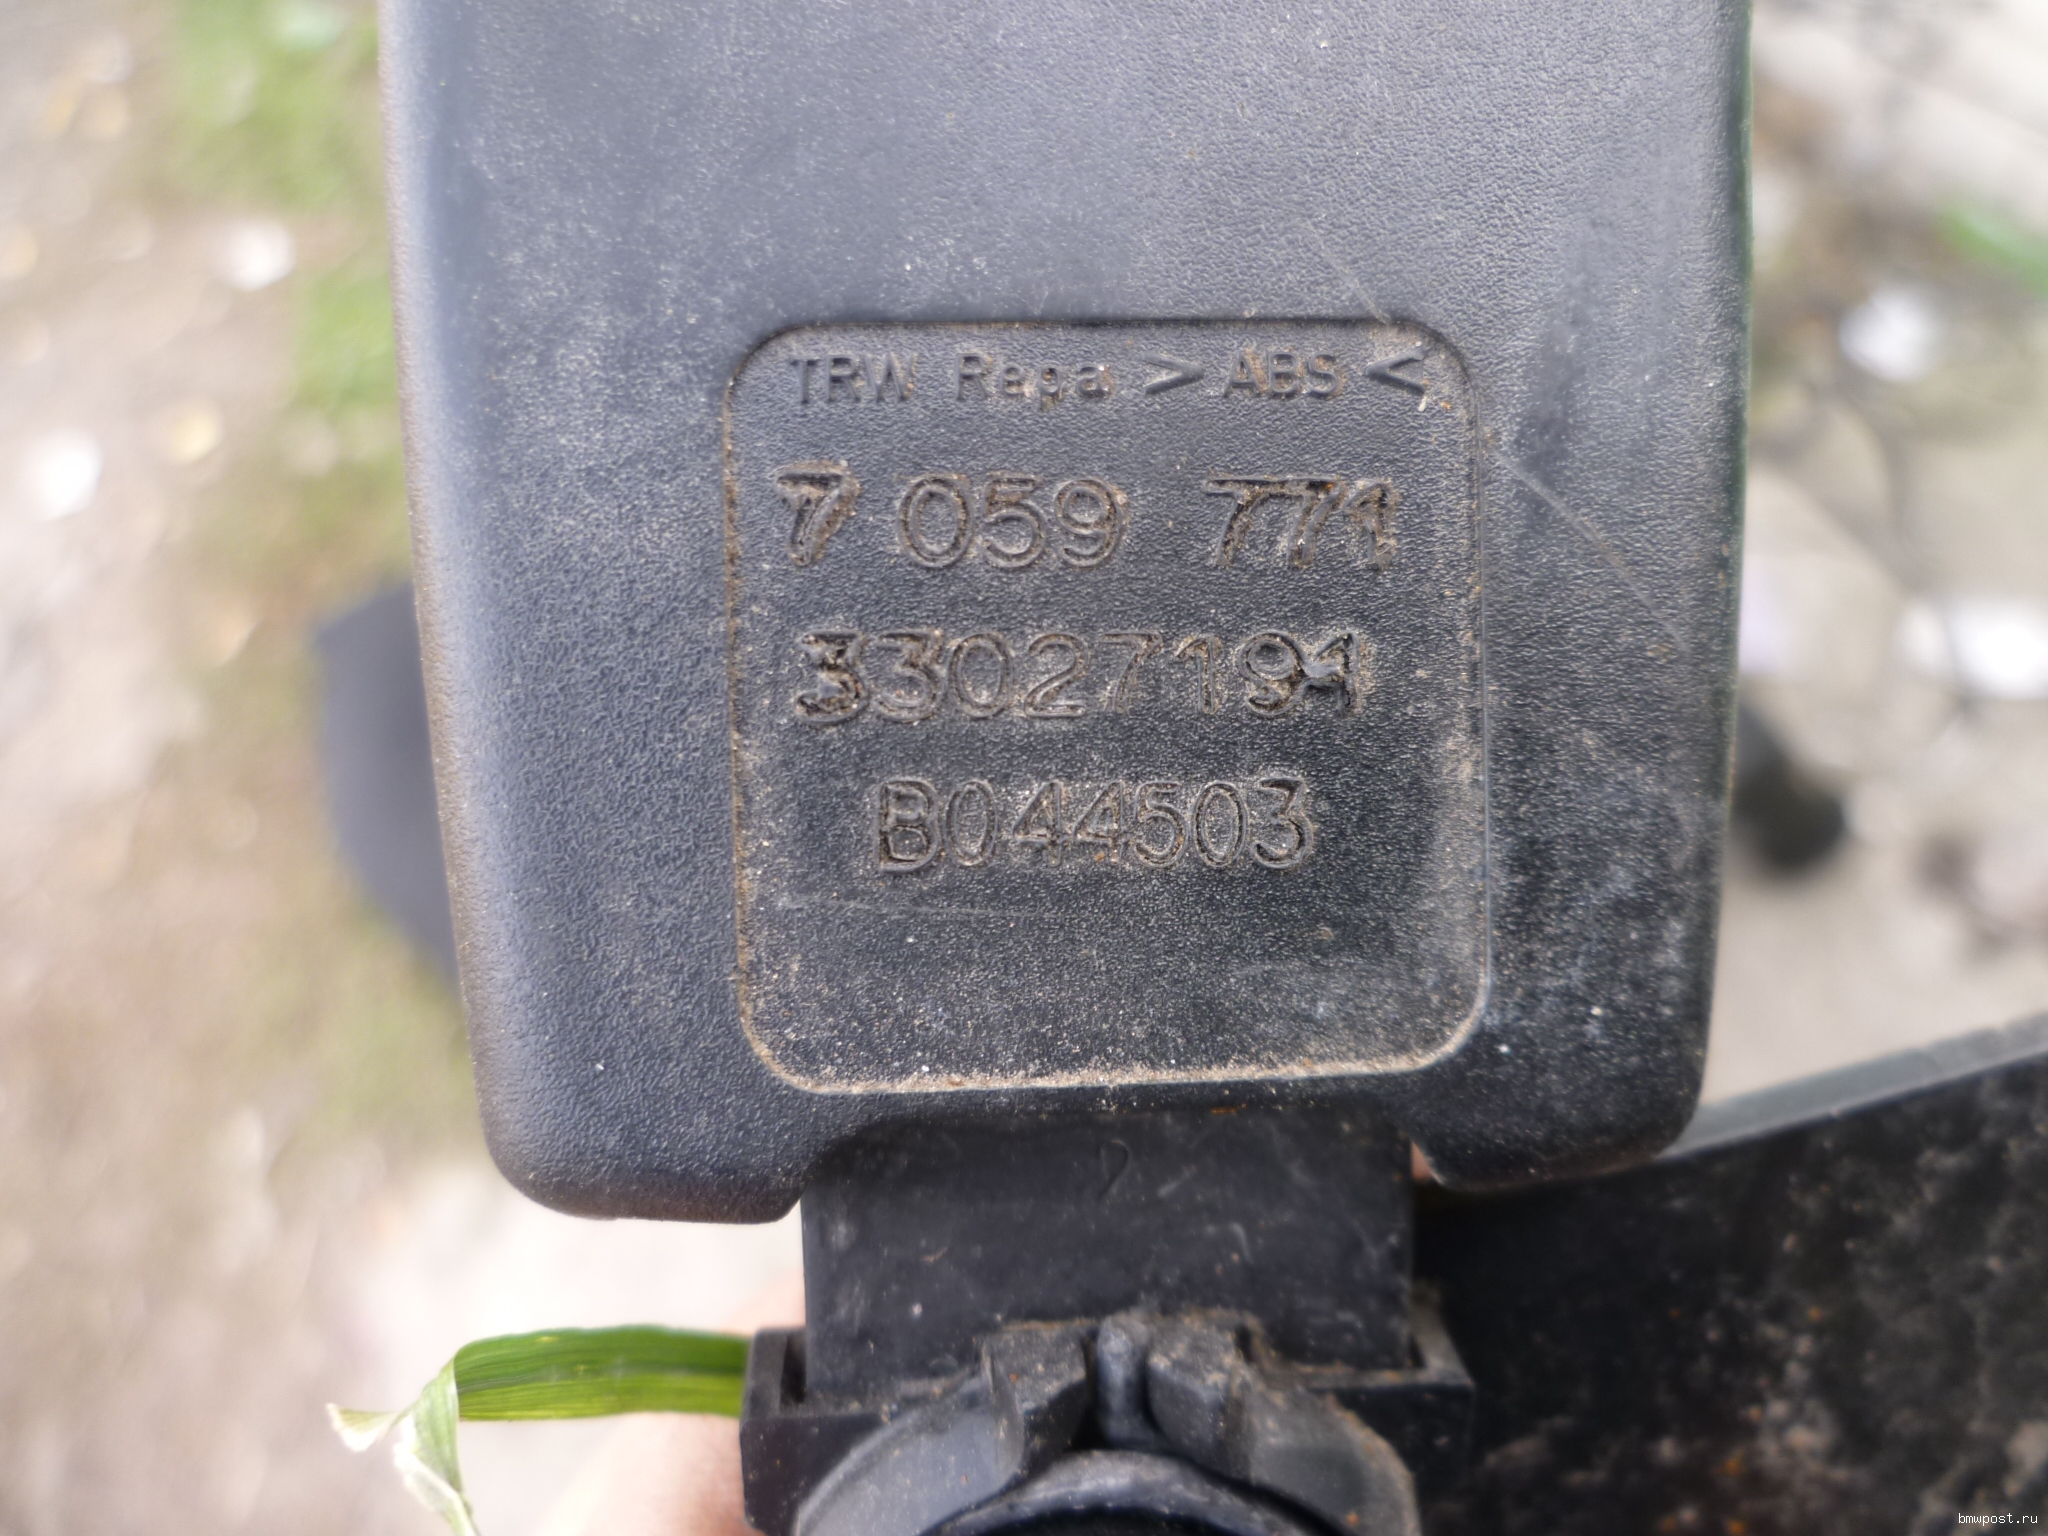 TRW Repa > ABS <
7 059 771
33027191
B044503
bmwpost.ru